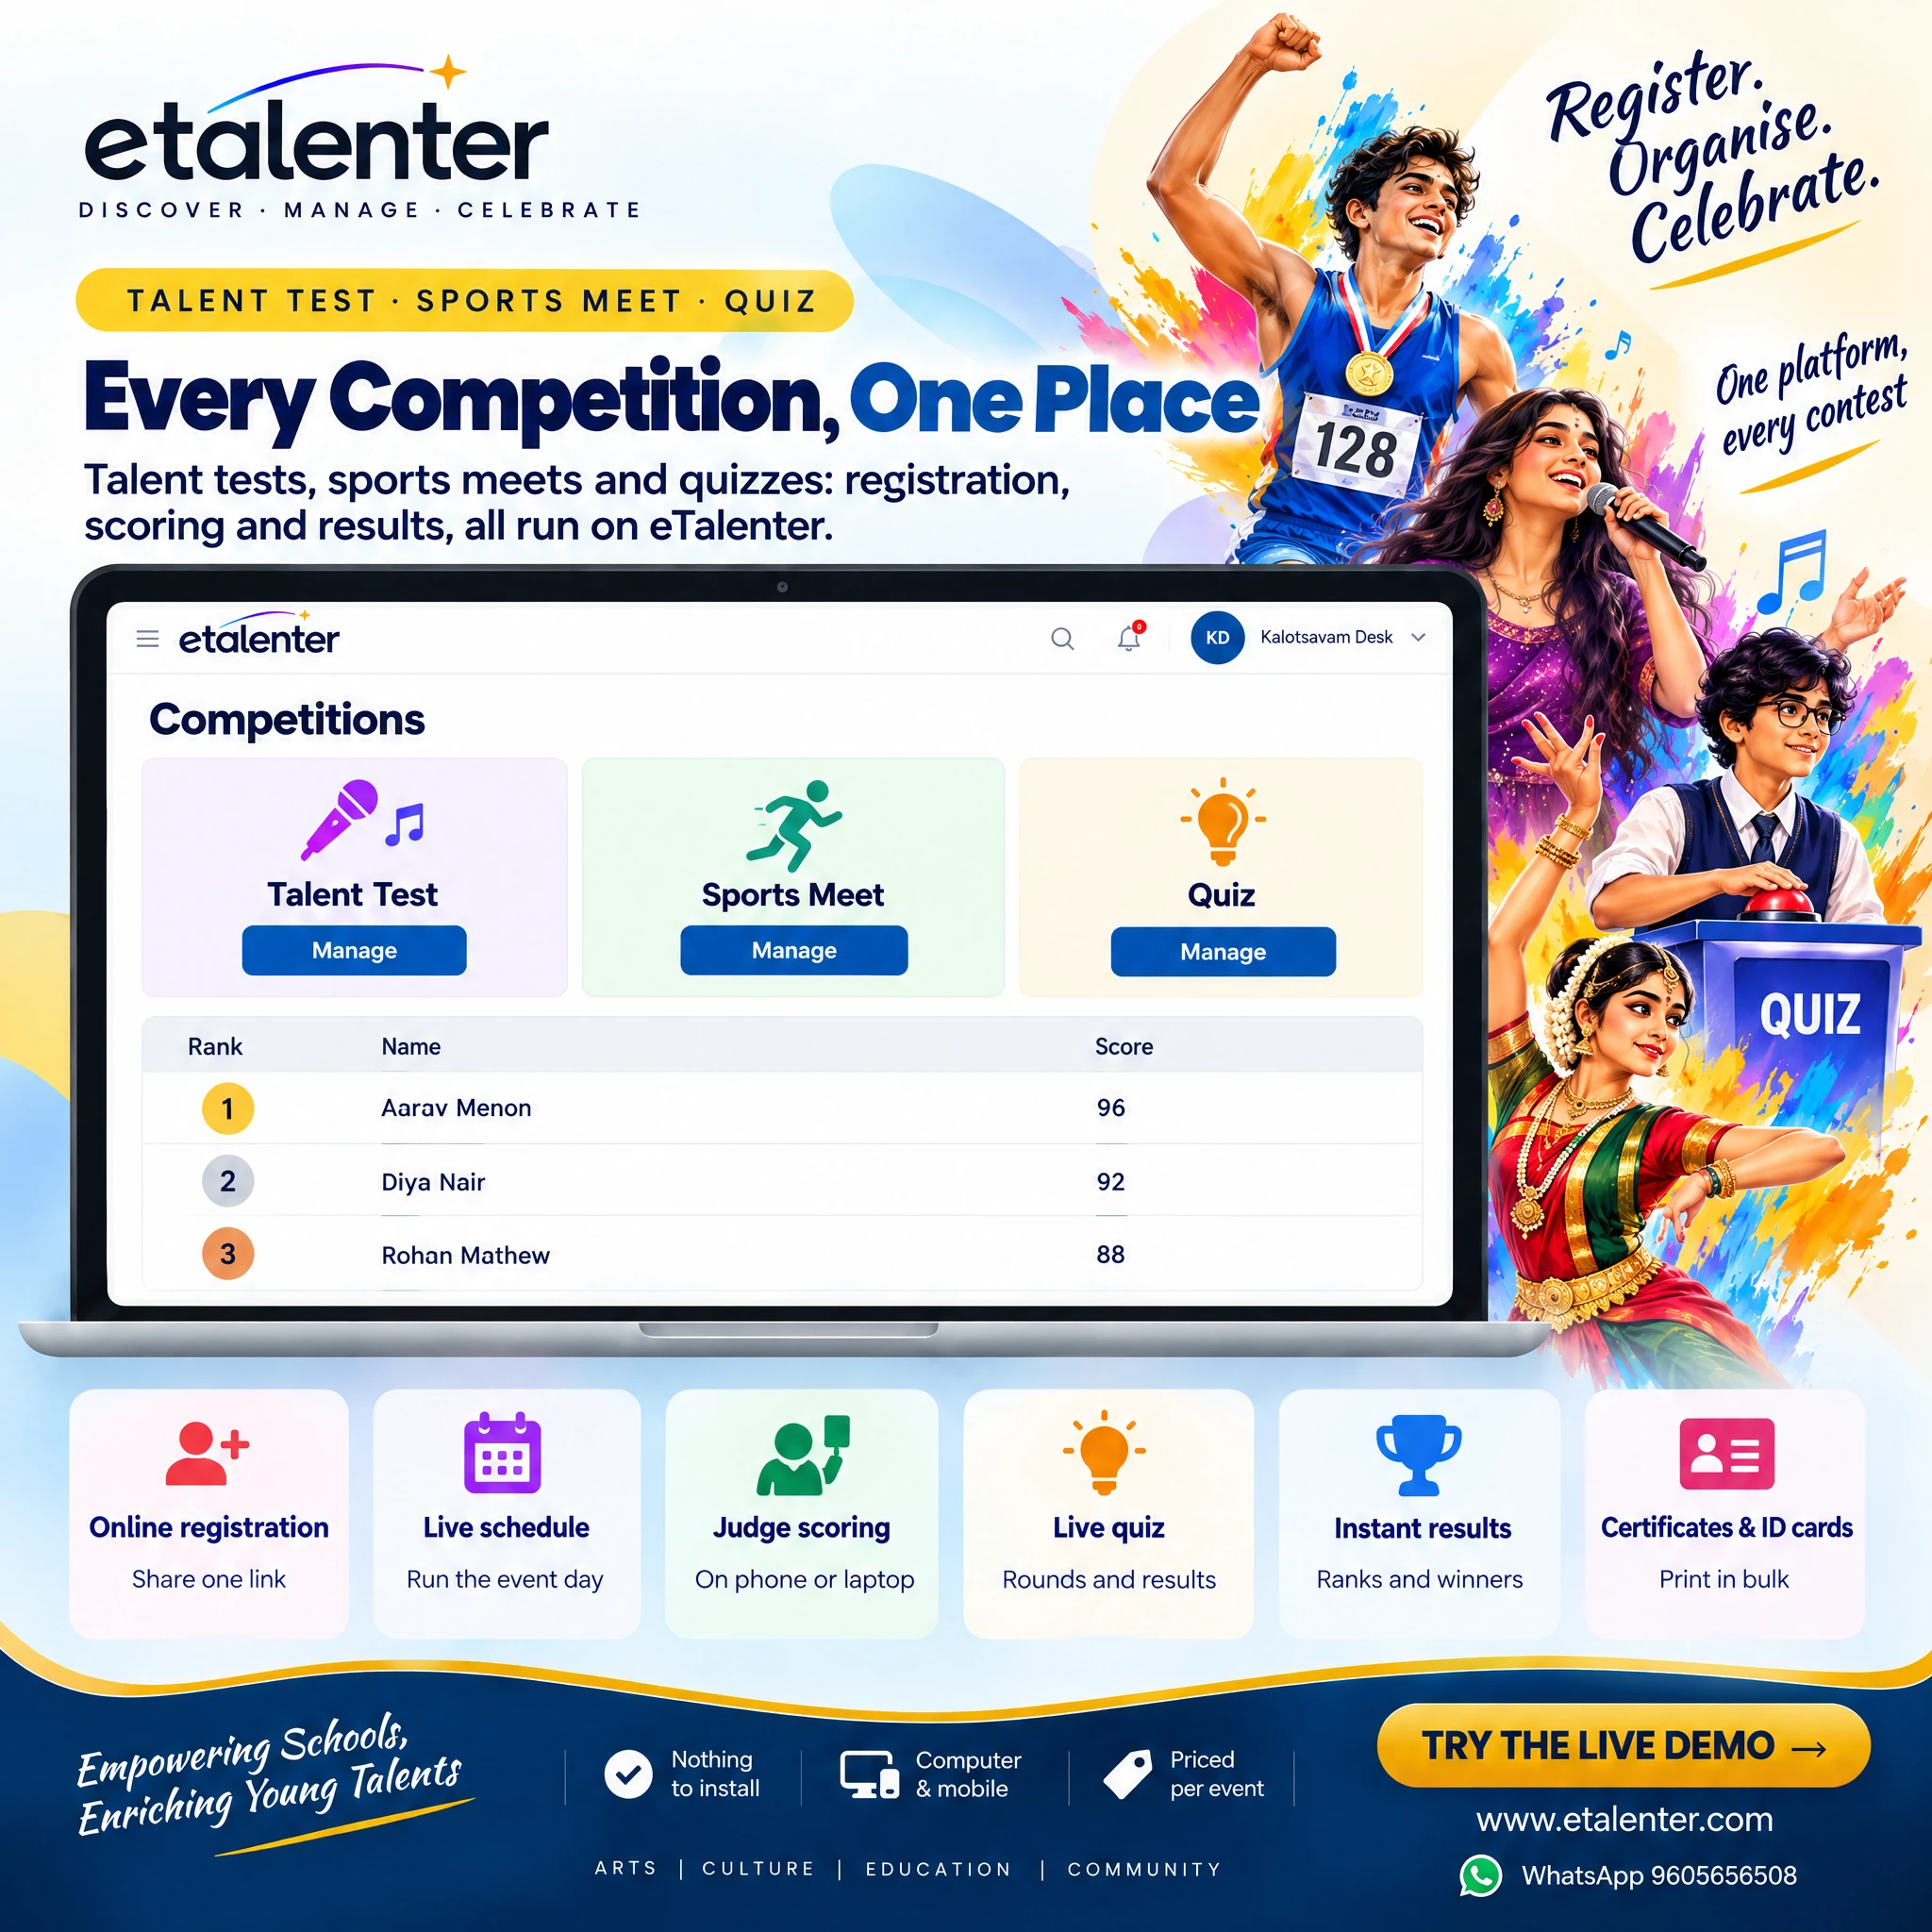 etalenter
DISCOVER · MANAGE · CELEBRATE
Register.
Organise.
Celebrate.
TALENT TEST · SPORTS MEET · QUIZ
Every Competition, One Place
One platform,
every contest
Talent tests, sports meets and quizzes: registration,
scoring and results, all run on eTalenter.
128
etalenter
0
KD
Kalotsavam Desk
Competitions
Talent Test
Manage
Sports Meet
Manage
Quiz
Manage
Rank Name Score
1 Aarav Menon 96
2 Diya Nair 92
3 Rohan Mathew 88
QUIZ
Online registration
Share one link
Live schedule
Run the event day
Judge scoring
On phone or laptop
Live quiz
Rounds and results
Instant results
Ranks and winners
Certificates & ID cards
Print in bulk
Empowering Schools,
Enriching Young Talents
Nothing
to install
Computer
& mobile
Priced
per event
ARTS | CULTURE | EDUCATION | COMMUNITY
TRY THE LIVE DEMO →
www.etalenter.com
WhatsApp 9605656508